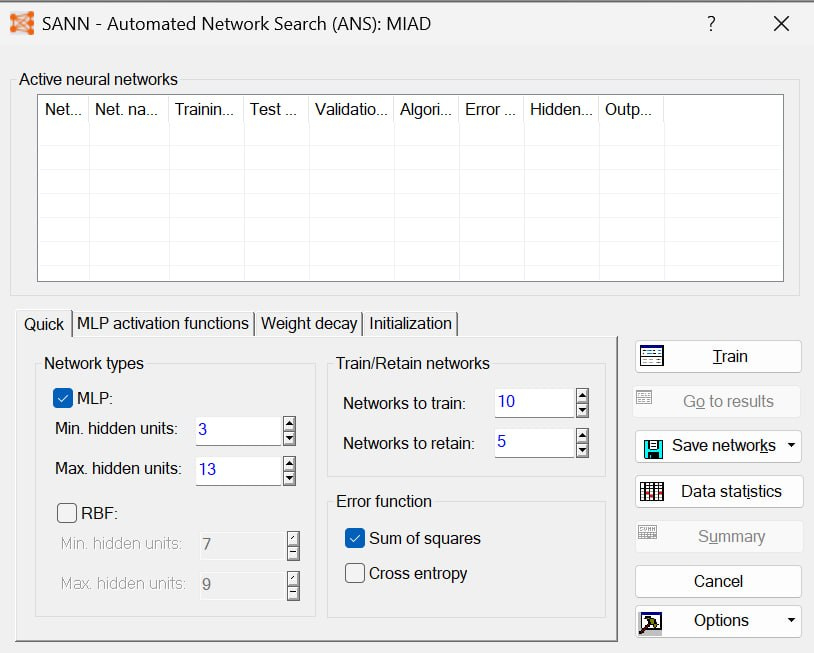 SANN - Automated Network Search (ANS): MIAD ?
Active neural networks
Net... Net. na... Trainin... Test ... Validatio... Algori... Error ... Hidden... Outp...
Quick MLP activation functions Weight decay Initialization
Network types
MLP:
Min. hidden units: 3
Max. hidden units: 13
RBF:
Min. hidden units: 7
Max. hidden units: 9
Train/Retain networks
Networks to train: 10
Networks to retain: 5
Error function
Sum of squares
Cross entropy
Train
Go to results
Save networks
Data statistics
Summary
Cancel
Options